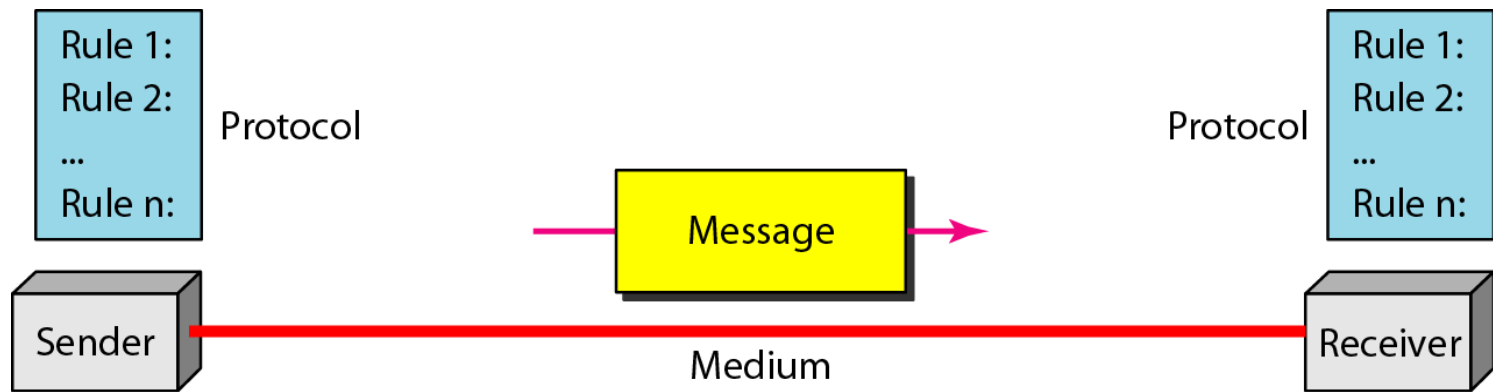 Rule 1:
Rule 2:
...
Rule n:
Protocol
Message
Protocol
Rule 1:
Rule 2:
...
Rule n:
Sender
Medium
Receiver